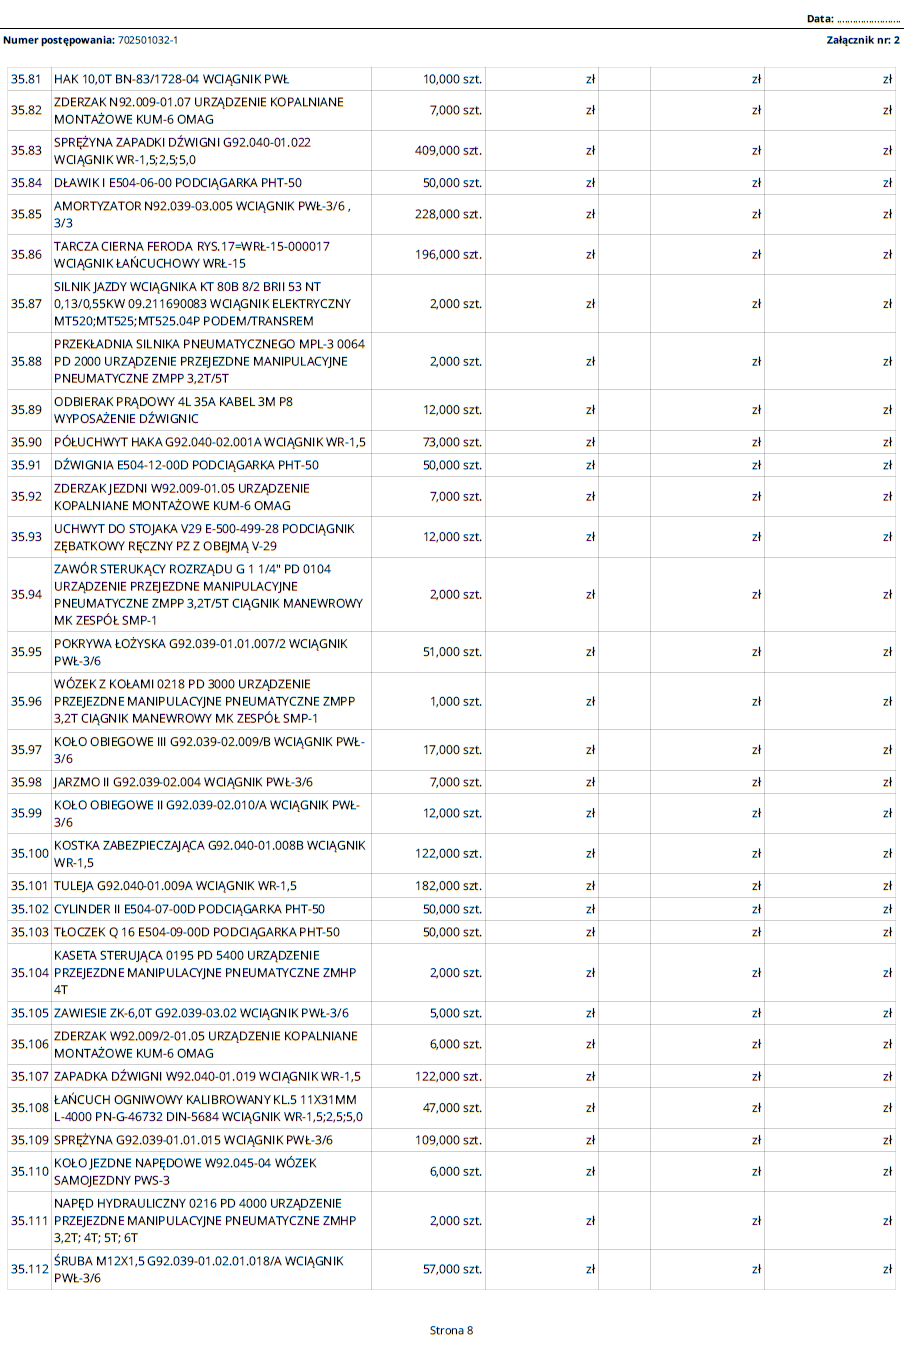 Data: ........................
Numer postępowania: 702501032-1 Załącznik nr: 2
35.81 HAK 10,0T BN-83/1728-04 WCIĄGNIK PWŁ 10,000 szt. zł zł zł
35.82 ZDERZAK N92.009-01.07 URZĄDZENIE KOPALNIANE
MONTAŻOWE KUM-6 OMAG 7,000 szt. zł zł zł
35.83 SPRĘŻYNA ZAPADKI DŹWIGNI G92.040-01.022
WCIĄGNIK WR-1,5;2,5;5,0 409,000 szt. zł zł zł
35.84 DŁAWIK I E504-06-00 PODCIĄGARKA PHT-50 50,000 szt. zł zł zł
35.85 AMORTYZATOR N92.039-03.005 WCIĄGNIK PWŁ-3/6 ,
3/3 228,000 szt. zł zł zł
35.86 TARCZA CIERNA FERODA RYS.17=WRŁ-15-000017
WCIĄGNIK ŁAŃCUCHOWY WRŁ-15 196,000 szt. zł zł zł
35.87 SILNIK JAZDY WCIĄGNIKA KT 80B 8/2 BRII 53 NT
0,13/0,55KW 09.211690083 WCIĄGNIK ELEKTRYCZNY
MT520;MT525;MT525.04P PODEM/TRANSREM 2,000 szt. zł zł zł
35.88 PRZEKŁADNIA SILNIKA PNEUMATYCZNEGO MPL-3 0064
PD 2000 URZĄDZENIE PRZEJEZDNE MANIPULACYJNE
PNEUMATYCZNE ZMPP 3,2T/5T 2,000 szt. zł zł zł
35.89 ODBIERAK PRĄDOWY 4L 35A KABEL 3M P8
WYPOSAŻENIE DŹWIGNIC 12,000 szt. zł zł zł
35.90 PÓŁUCHWYT HAKA G92.040-02.001A WCIĄGNIK WR-1,5 73,000 szt. zł zł zł
35.91 DŹWIGNIA E504-12-00D PODCIĄGARKA PHT-50 50,000 szt. zł zł zł
35.92 ZDERZAK JEZDNI W92.009-01.05 URZĄDZENIE
KOPALNIANE MONTAŻOWE KUM-6 OMAG 7,000 szt. zł zł zł
35.93 UCHWYT DO STOJAKA V29 E-500-499-28 PODCIĄGNIK
ZĘBATKOWY RĘCZNY PZ Z OBEJMĄ V-29 12,000 szt. zł zł zł
35.94 ZAWÓR STERUKĄCY ROZRZĄDU G 1 1/4" PD 0104
URZĄDZENIE PRZEJEZDNE MANIPULACYJNE
PNEUMATYCZNE ZMPP 3,2T/5T CIĄGNIK MANEWROWY
MK ZESPÓŁ SMP-1 2,000 szt. zł zł zł
35.95 POKRYWA ŁOŻYSKA G92.039-01.01.007/2 WCIĄGNIK
PWŁ-3/6 51,000 szt. zł zł zł
35.96 WÓZEK Z KOŁAMI 0218 PD 3000 URZĄDZENIE
PRZEJEZDNE MANIPULACYJNE PNEUMATYCZNE ZMPP
3,2T CIĄGNIK MANEWROWY MK ZESPÓŁ SMP-1 1,000 szt. zł zł zł
35.97 KOŁO OBIEGOWE III G92.039-02.009/B WCIĄGNIK PWŁ-
3/6 17,000 szt. zł zł zł
35.98 JARZMO II G92.039-02.004 WCIĄGNIK PWŁ-3/6 7,000 szt. zł zł zł
35.99 KOŁO OBIEGOWE II G92.039-02.010/A WCIĄGNIK PWŁ-
3/6 12,000 szt. zł zł zł
35.100 KOSTKA ZABEZPIECZAJĄCA G92.040-01.008B WCIĄGNIK
WR-1,5 122,000 szt. zł zł zł
35.101 TULEJA G92.040-01.009A WCIĄGNIK WR-1,5 182,000 szt. zł zł zł
35.102 CYLINDER II E504-07-00D PODCIĄGARKA PHT-50 50,000 szt. zł zł zł
35.103 TŁOCZEK Q 16 E504-09-00D PODCIĄGARKA PHT-50 50,000 szt. zł zł zł
35.104 KASETA STERUJĄCA 0195 PD 5400 URZĄDZENIE
PRZEJEZDNE MANIPULACYJNE PNEUMATYCZNE ZMHP
4T 2,000 szt. zł zł zł
35.105 ZAWIESIE ZK-6,0T G92.039-03.02 WCIĄGNIK PWŁ-3/6 5,000 szt. zł zł zł
35.106 ZDERZAK W92.009/2-01.05 URZĄDZENIE KOPALNIANE
MONTAŻOWE KUM-6 OMAG 6,000 szt. zł zł zł
35.107 ZAPADKA DŹWIGNI W92.040-01.019 WCIĄGNIK WR-1,5 122,000 szt. zł zł zł
35.108 ŁAŃCUCH OGNIWOWY KALIBROWANY KL.5 11X31MM
L-4000 PN-G-46732 DIN-5684 WCIĄGNIK WR-1,5;2,5;5,0 47,000 szt. zł zł zł
35.109 SPRĘŻYNA G92.039-01.01.015 WCIĄGNIK PWŁ-3/6 109,000 szt. zł zł zł
35.110 KOŁO JEZDNE NAPĘDOWE W92.045-04 WÓZEK
SAMOJEZDNY PWS-3 6,000 szt. zł zł zł
35.111 NAPĘD HYDRAULICZNY 0216 PD 4000 URZĄDZENIE
PRZEJEZDNE MANIPULACYJNE PNEUMATYCZNE ZMHP
3,2T; 4T; 5T; 6T 2,000 szt. zł zł zł
35.112 ŚRUBA M12X1,5 G92.039-01.02.01.018/A WCIĄGNIK
PWŁ-3/6 57,000 szt. zł zł zł
Strona 8